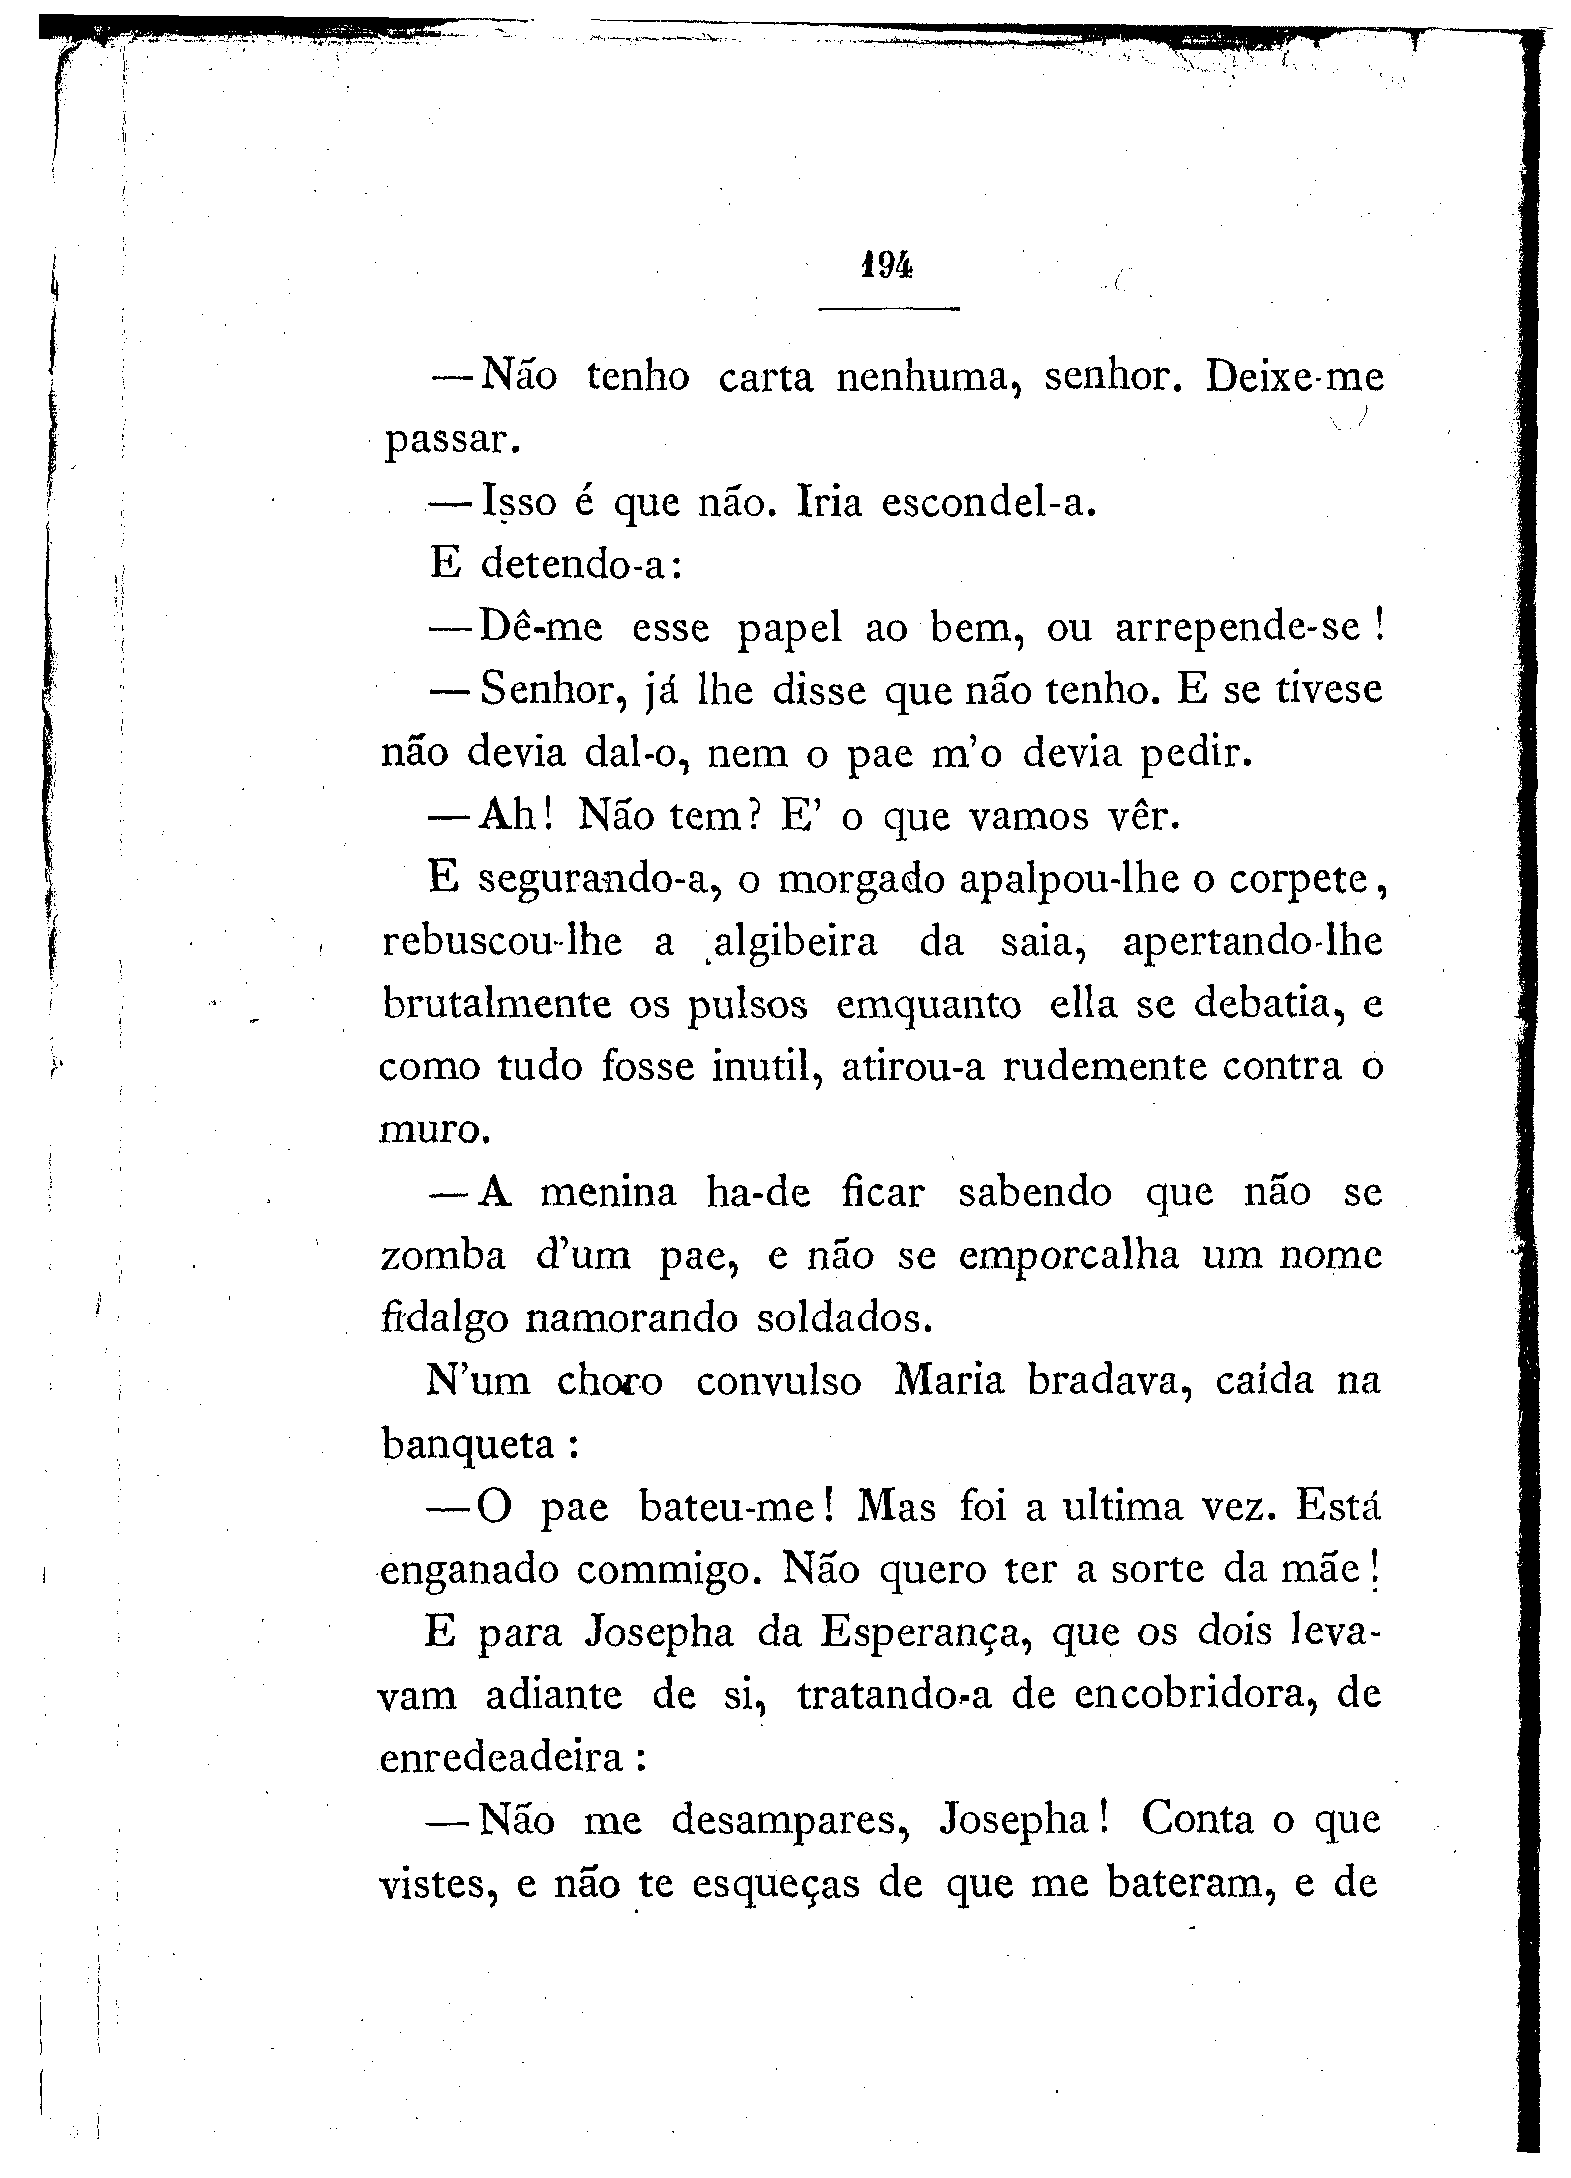 194
—Não tenho carta nenhuma, senhor. Deixe-me
passar.
—Isso é que não. Iria escondel-a.
E detendo-a:
—Dê-me esse papel ao bem, ou arrepende-se!
—Senhor, já lhe disse que não tenho. E se tivese
não devia dal-o, nem o pae m'o devia pedir.
—Ah! Não tem? E' o que vamos vêr.
E segurando-a, o morgado apalpou-lhe o corpete,
rebuscou-lhe a algibeira da saia, apertando-lhe
brutalmente os pulsos emquanto ella se debatia, e
como tudo fosse inutil, atirou-a rudemente contra o
muro.
—A menina ha-de ficar sabendo que não se
zomba d'um pae, e não se emporcalha um nome
fidalgo namorando soldados.
N'um choro convulso Maria bradava, caída na
banqueta:
—O pae bateu-me! Mas foi a ultima vez. Está
enganado commigo. Não quero ter a sorte da mãe!
E para Josepha da Esperança, que os dois leva-
vam adiante de si, tratando-a de encobridora, de
enredeadeira:
—Não me desampares, Josepha! Conta o que
vistes, e não te esqueças de que me bateram, e de